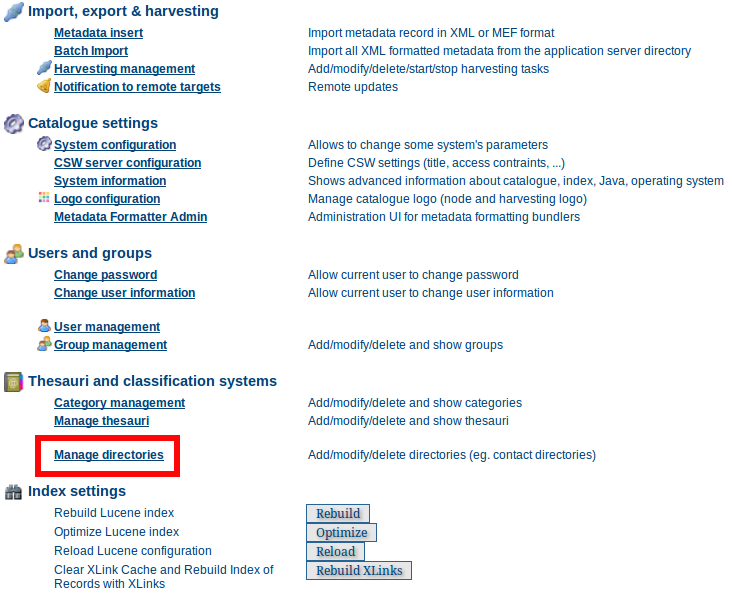 Import, export & harvesting
Metadata insert Import metadata record in XML or MEF format
Batch Import Import all XML formatted metadata from the application server directory
Harvesting management Add/modify/delete/start/stop harvesting tasks
Notification to remote targets Remote updates
Catalogue settings
System configuration Allows to change some system's parameters
CSW server configuration Define CSW settings (title, access contraints, ...)
System information Shows advanced information about catalogue, index, Java, operating system
Logo configuration Manage catalogue logo (node and harvesting logo)
Metadata Formatter Admin Administration UI for metadata formatting bundlers
Users and groups
Change password Allow current user to change password
Change user information Allow current user to change user information
User management
Group management Add/modify/delete and show groups
Thesauri and classification systems
Category management Add/modify/delete and show categories
Manage thesauri Add/modify/delete and show thesauri
Manage directories Add/modify/delete directories (eg. contact directories)
Index settings
Rebuild Lucene index Rebuild
Optimize Lucene index Optimize
Reload Lucene configuration Reload
Clear XLink Cache and Rebuild Index of Rebuild XLinks
Records with XLinks